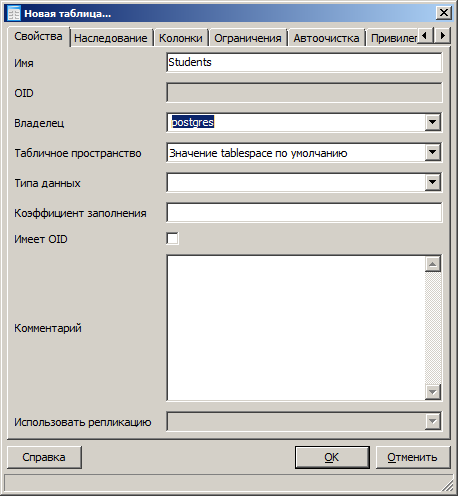 Новая таблица...
Свойства Наследование Колонки Ограничения Автоочистка Привилег
Имя Students
OID
Владелец postgres
Табличное пространство Значение tablespace по умолчанию
Типа данных
Коэффициент заполнения
Имеет OID
Комментарий
Использовать репликацию
Справка OK Отменить